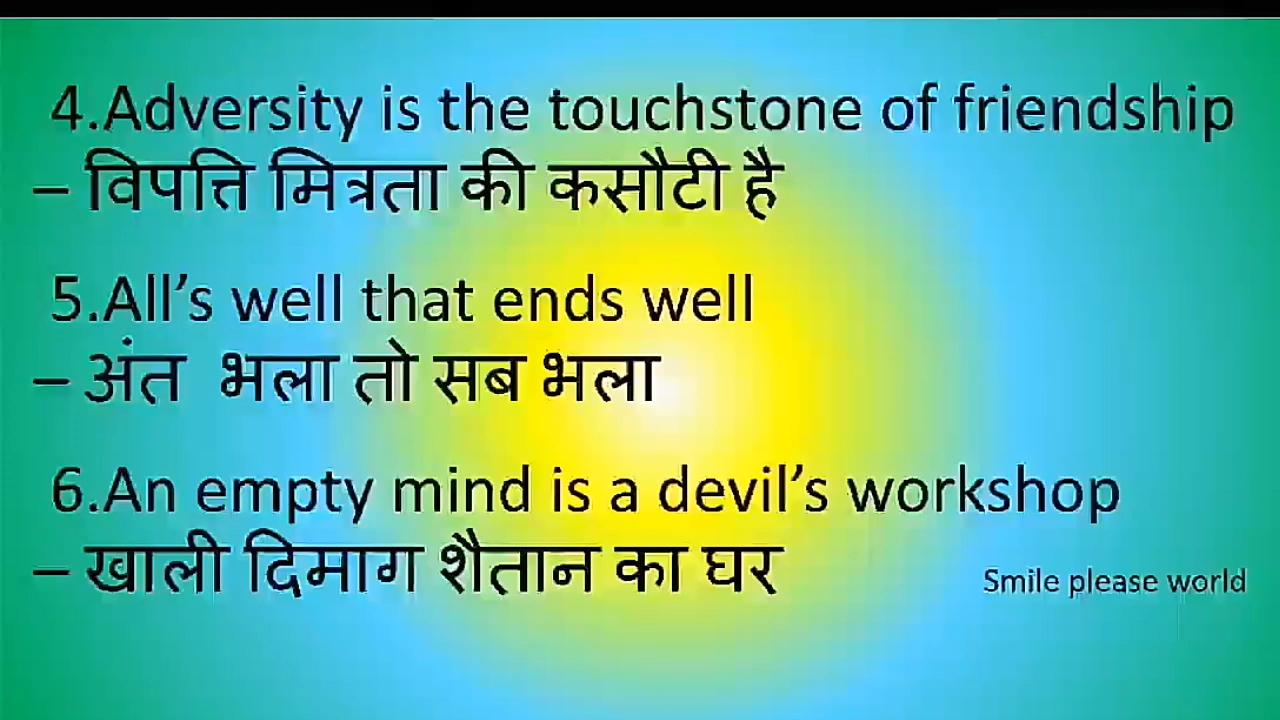 4.Adversity is the touchstone of friendship
– विपत्ति मित्रता की कसौटी है
5.All’s well that ends well
– अंत भला तो सब भला
6.An empty mind is a devil’s workshop
– खाली दिमाग शैतान का घर
Smile please world